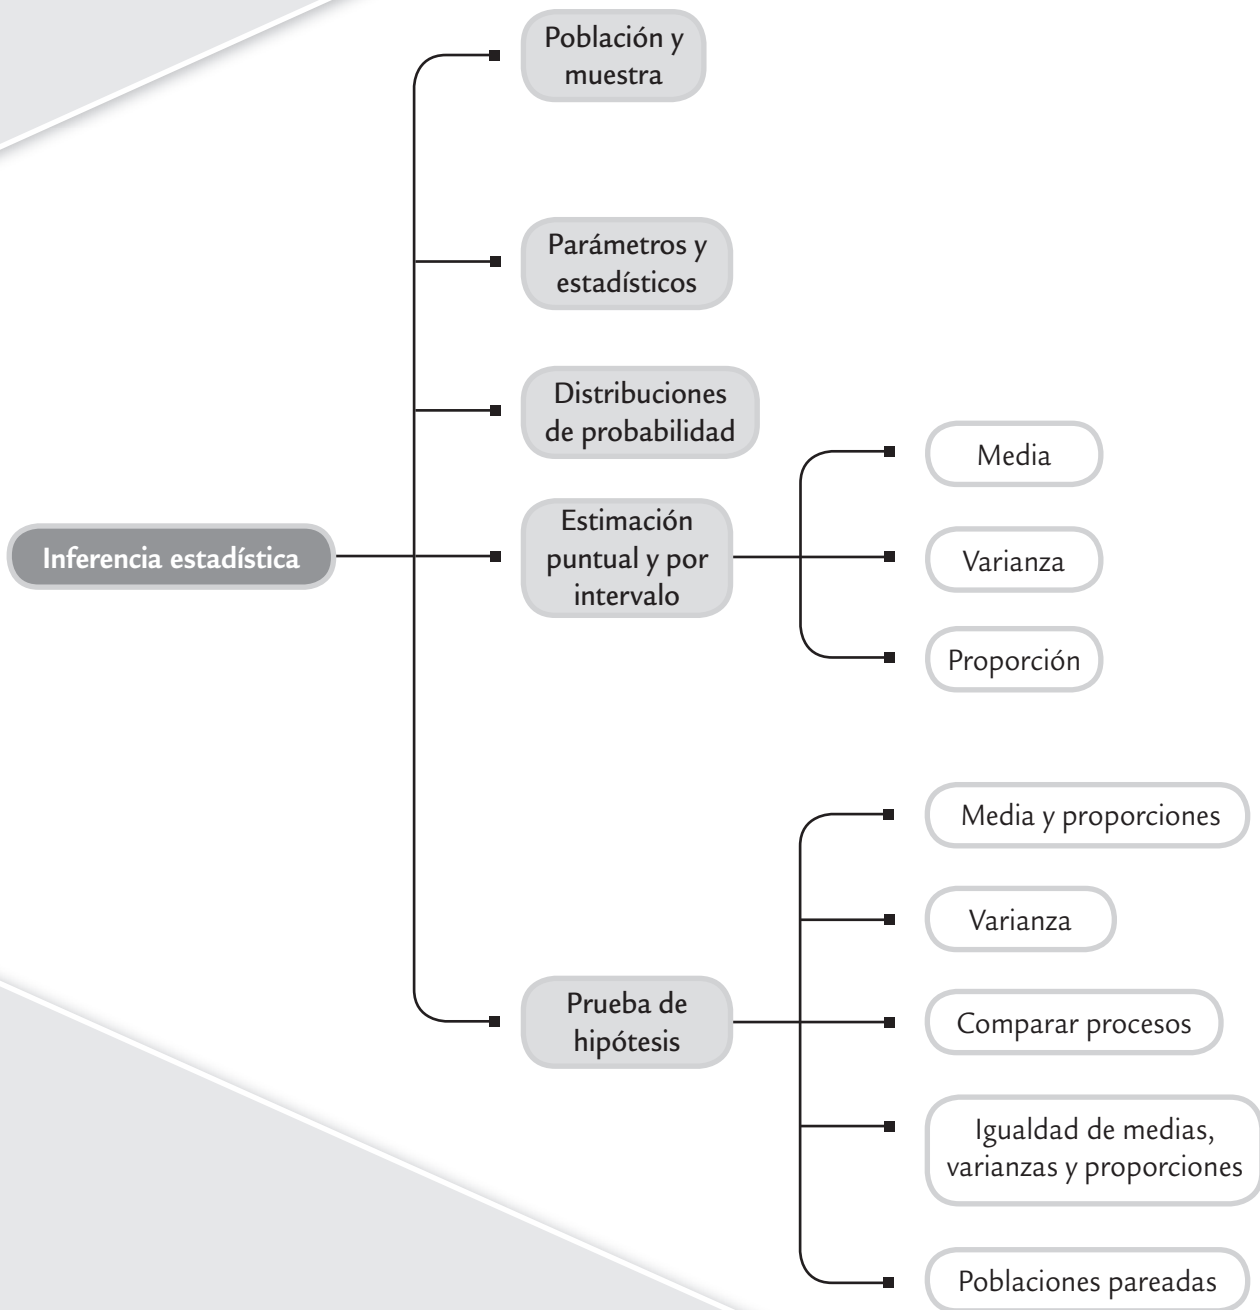 Población y
muestra
Parámetros y
estadísticos
Distribuciones
de probabilidad
Inferencia estadística
Estimación
puntual y por
intervalo
Media
Varianza
Proporción
Prueba de
hipótesis
Media y proporciones
Varianza
Comparar procesos
Igualdad de medias,
varianzas y proporciones
Poblaciones pareadas